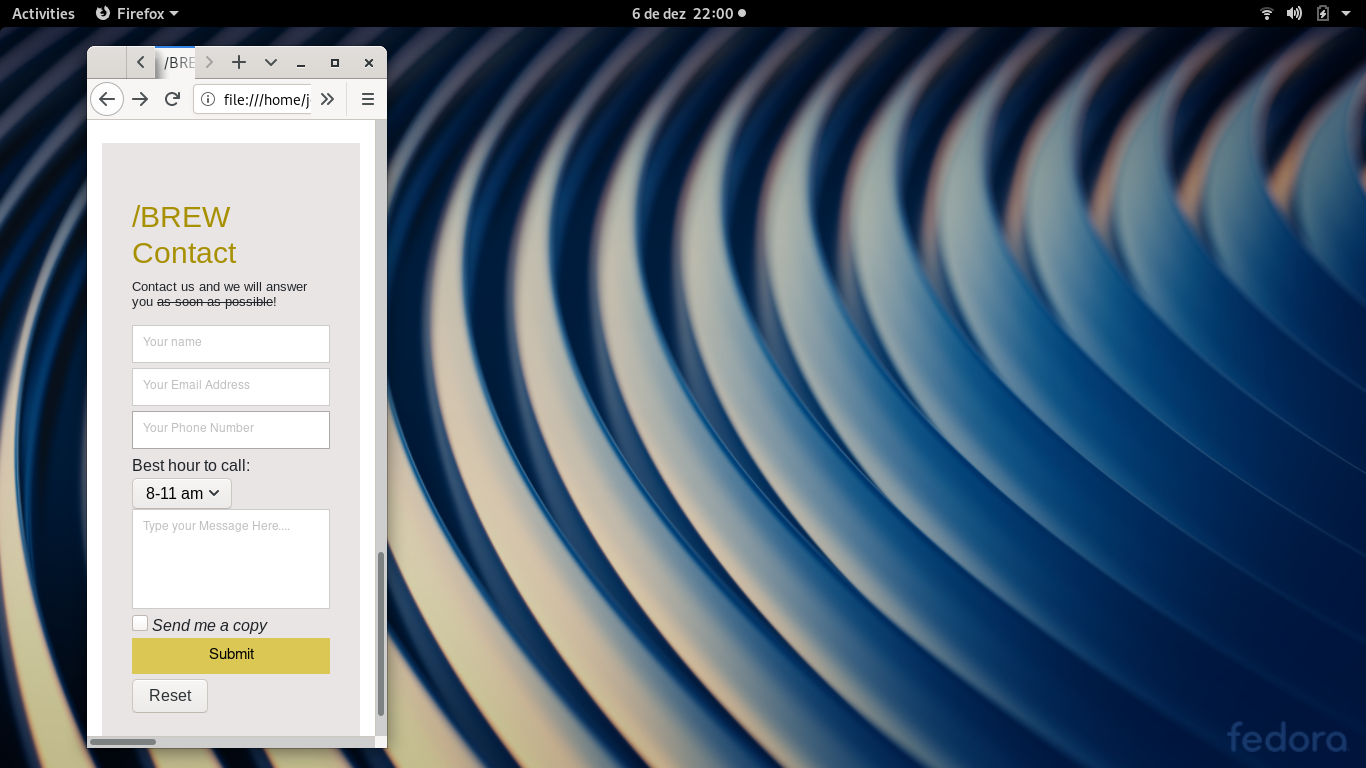 Activities Firefox 6 de dez 22:00
/BRE
file:///home/j
/BREW
Contact
Contact us and we will answer
you as soon as possible!
Your name
Your Email Address
Your Phone Number
Best hour to call:
8-11 am
Type your Message Here....
Send me a copy
Submit
Reset
fedora